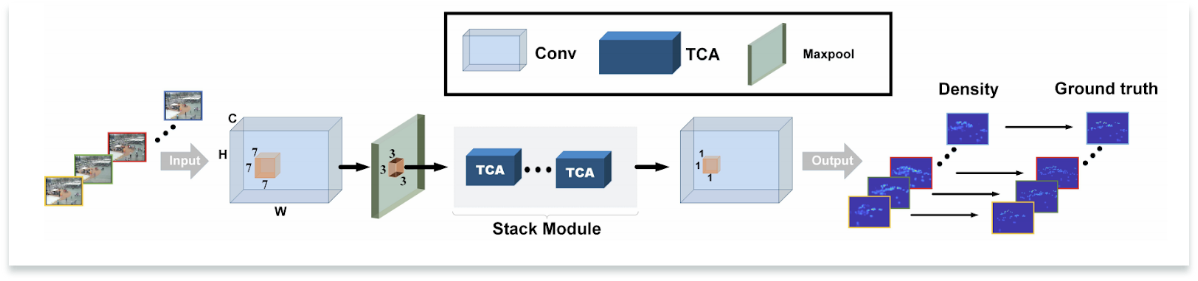 Conv
TCA
Maxpool
Density
Ground truth
C
H
W
7
7
7
3
3
3
Input
TCA
TCA
Stack Module
1
1
1
Output